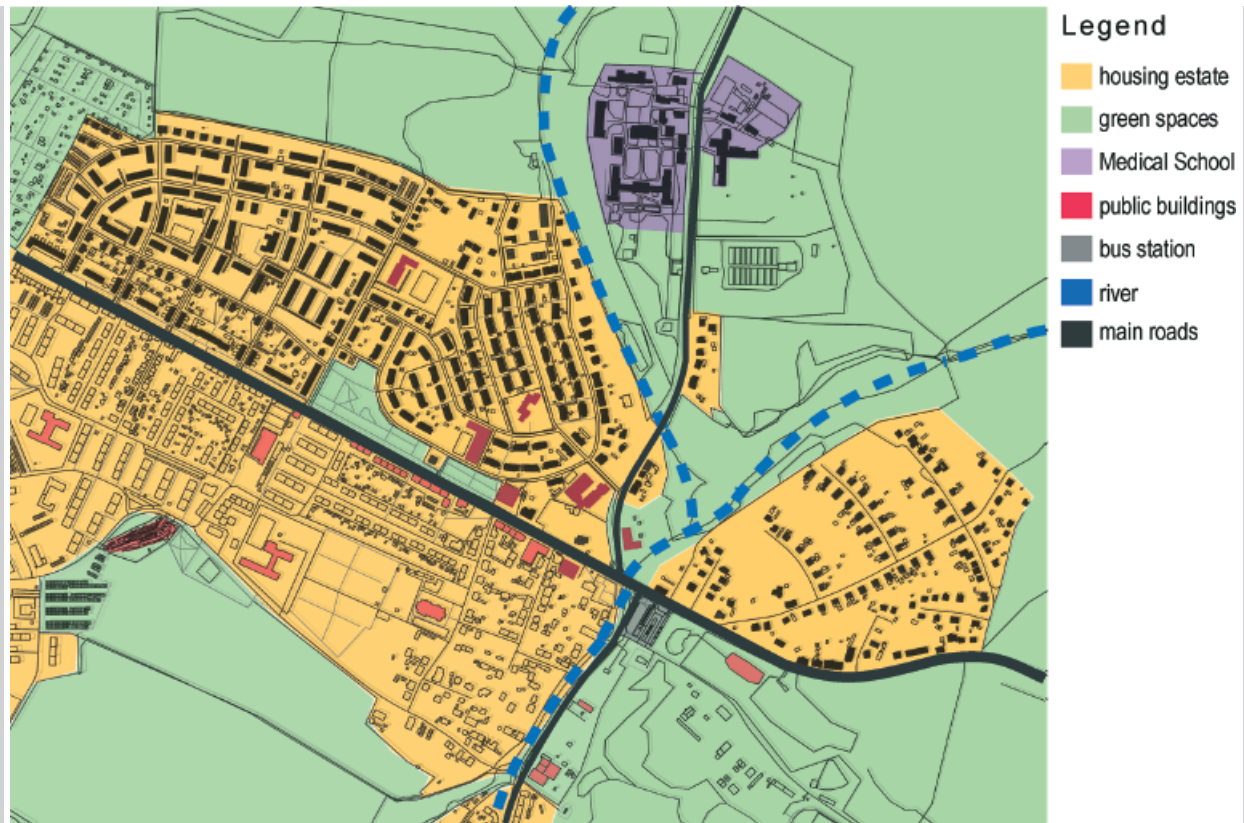 Legend
housing estate
green spaces
Medical School
public buildings
bus station
river
main roads